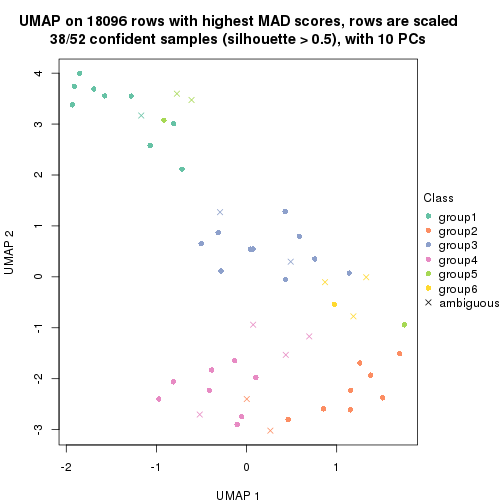 UMAP on 18096 rows with highest MAD scores, rows are scaled
38/52 confident samples (silhouette > 0.5), with 10 PCs
4
3
2
1
0
-1
-2
-3
UMAP 2
-2
-1
0
1
UMAP 1
Class
group1
group2
group3
group4
group5
group6
ambiguous